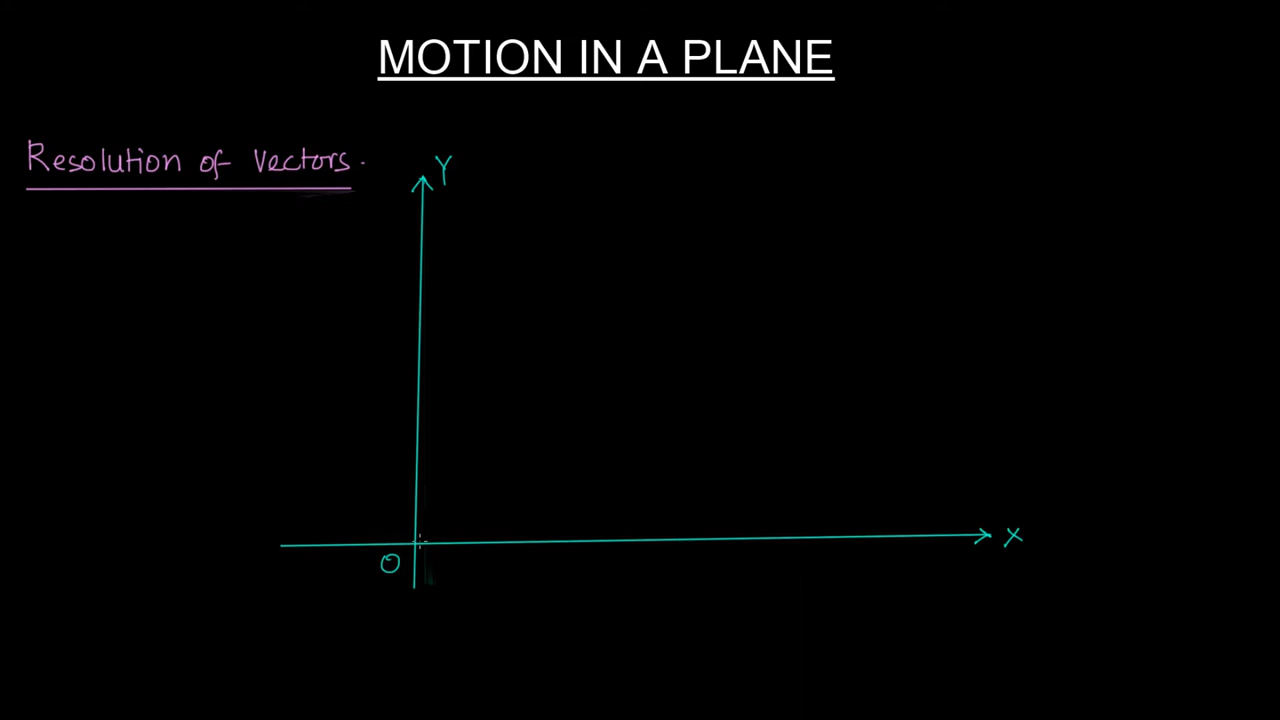 MOTION IN A PLANE
Resolution of vectors.
Y
X
O